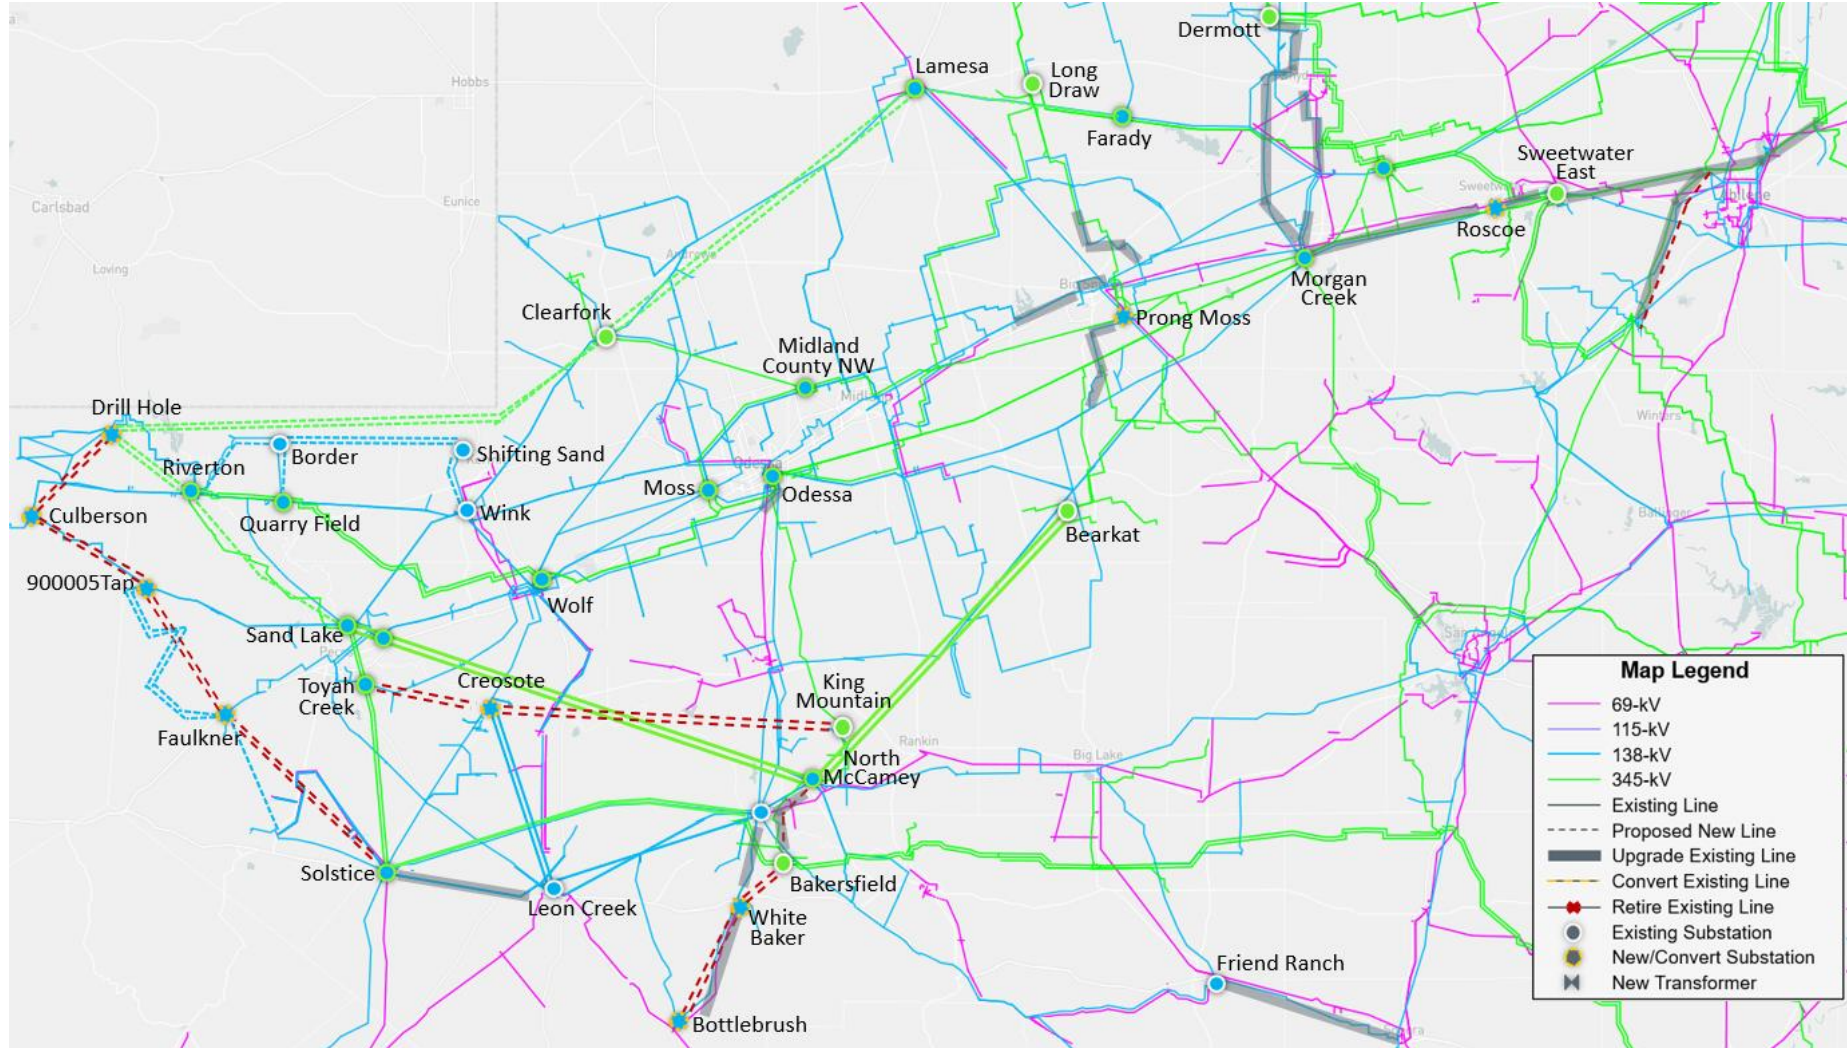 Dermott
Lamesa
Long
Draw
Hobbs
Farady
Sweetwater
East
Carlsbad
Eunice
Roscoe
Loving
Andrews
Morgan
Creek
Clearfork
Prong Moss
Midland
County NW
Drill Hole
Winters
Border
Shifting Sand
Riverton
Moss
Odessa
Odessa
Culberson
Quarry Field
Wink
Bearkat
Ballinger
900005Tap
Wolf
Sand Lake
Toyah
Creek
Creosote
King
Mountain
Faulkner
Rankin
Big Lake
North
McCamey
Solstice
Leon Creek
Bakersfield
White
Baker
Friend Ranch
Bottlebrush
Map Legend
69-kV
115-kV
138-kV
345-kV
Existing Line
Proposed New Line
Upgrade Existing Line
Convert Existing Line
Retire Existing Line
Existing Substation
New/Convert Substation
New Transformer